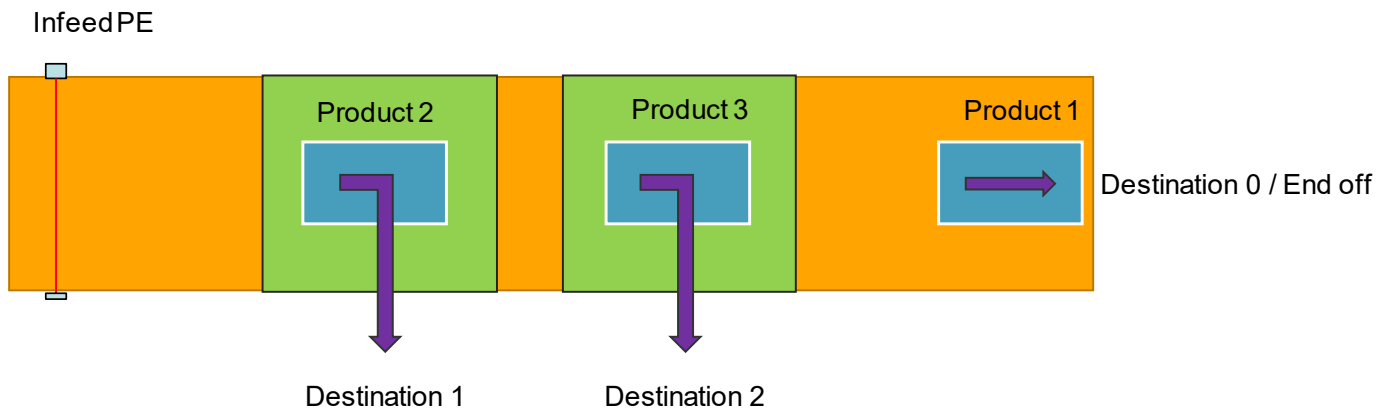 Infeed PE
Product 2
Product 3
Product 1
Destination 0 / End off
Destination 1
Destination 2